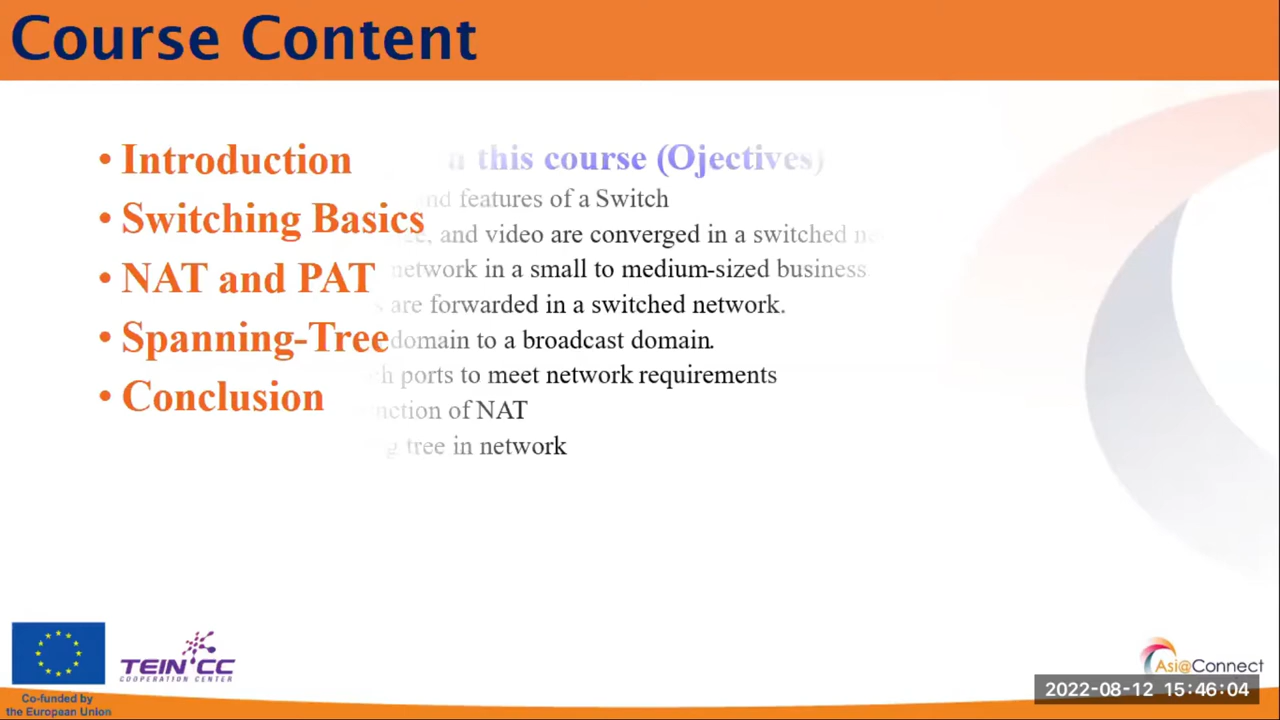 Course Content
• Introduction
this course (Ojectives)
• Switching Basics
features of a Switch
and video are converged in a switched
• NAT and PAT
network in a small to medium-sized business.
are forwarded in a switched network.
• Spanning-Tree
domain to a broadcast domain.
ports to meet network requirements
• Conclusion
of NAT
tree in network
TEIN*CC
COOPERATION CENTER
Asi@Connect
Co-funded by
the European Union
2022-08-12 15:46:04